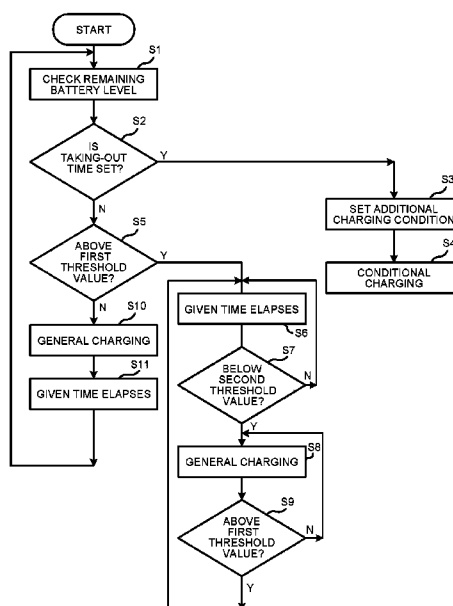 START
S1
CHECK REMAINING
BATTERY LEVEL
S2
IS
TAKING-OUT
TIME SET?
Y
N
S3
SET ADDITIONAL
CHARGING CONDITION
S4
CONDITIONAL
CHARGING
S5
ABOVE FIRST
THRESHOLD
VALUE?
Y
N
S10
GENERAL CHARGING
S11
GIVEN TIME ELAPSES
GIVEN TIME ELAPSES
S6
S7
BELOW
SECOND
THRESHOLD
VALUE?
N
Y
S8
GENERAL CHARGING
S9
ABOVE FIRST
THRESHOLD
VALUE?
N
Y